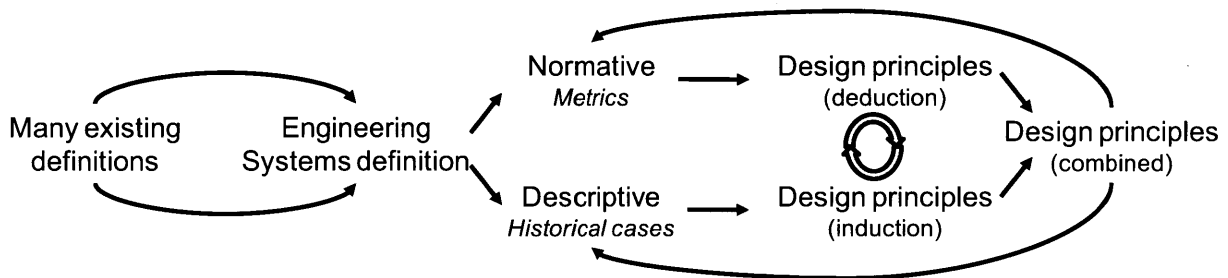 Many existing
definitions
Engineering
Systems definition
Normative
Metrics
Descriptive
Historical cases
Design principles
(deduction)
Design principles
(induction)
Design principles
(combined)